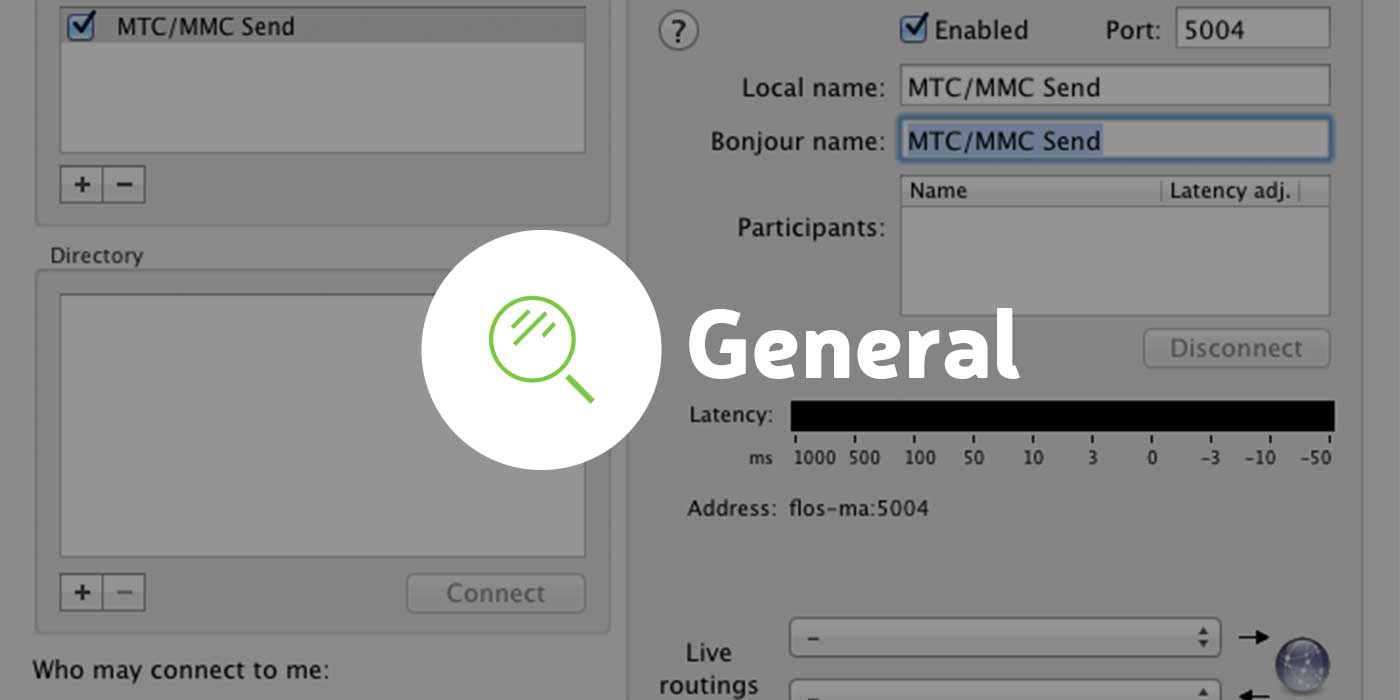 MTC/MMC Send
+ −
Directory
+ −
Connect
Who may connect to me:
?
Enabled
Port: 5004
Local name: MTC/MMC Send
Bonjour name: MTC/MMC Send
Participants:
Name Latency adj.
General
Disconnect
Latency:
ms 1000 500 100 50 10 3 0 -3 -10 -50
Address: flos-ma:5004
Live
routings
–
–